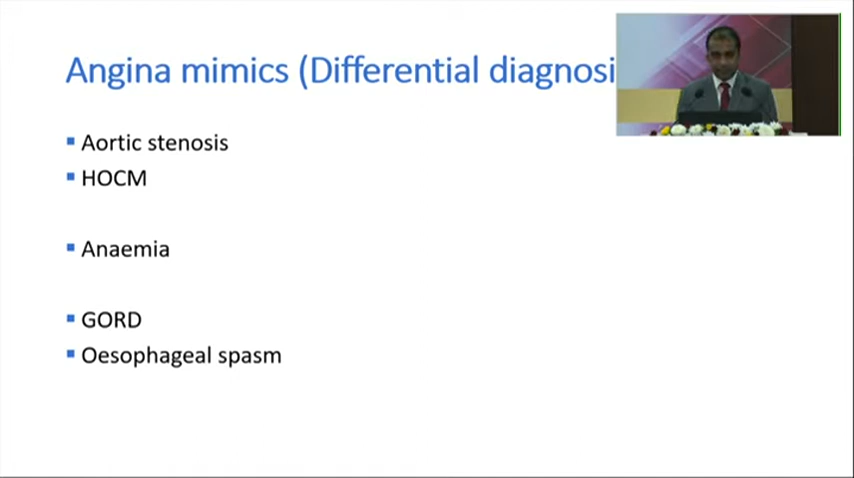 Angina mimics (Differential diagnosi
Aortic stenosis
HOCM
Anaemia
GORD
Oesophageal spasm